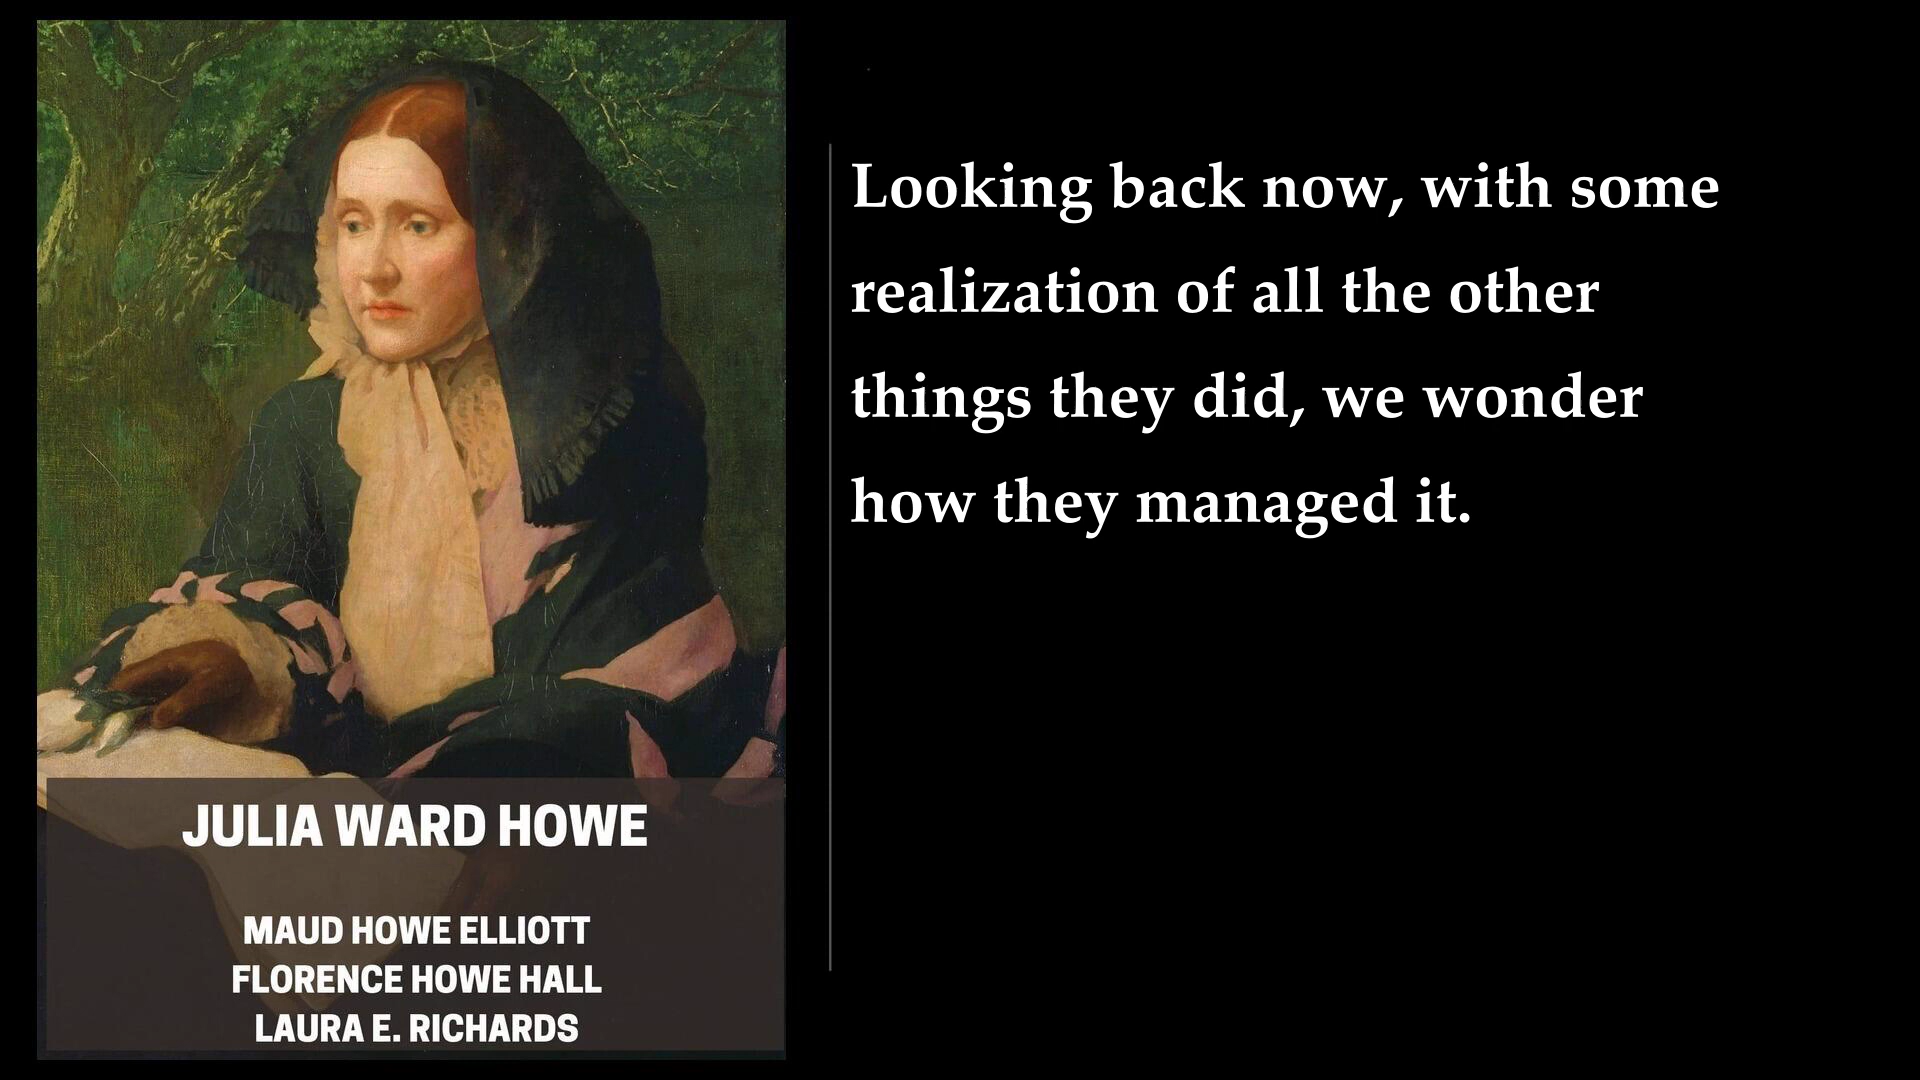 JULIA WARD HOWE
MAUD HOWE ELLIOTT
FLORENCE HOWE HALL
LAURA E. RICHARDS
Looking back now, with some
realization of all the other
things they did, we wonder
how they managed it.